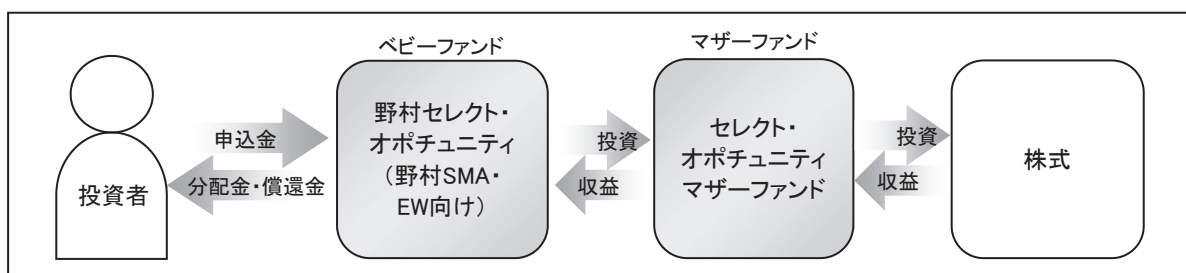 ベビーファンド
マザーファンド
投資者
申込金
分配金・償還金
野村セレクト・
オポチュニティ
(野村SMA・
EW向け)
投資
収益
セレクト・
オポチュニティ
マザーファンド
投資
収益
株式